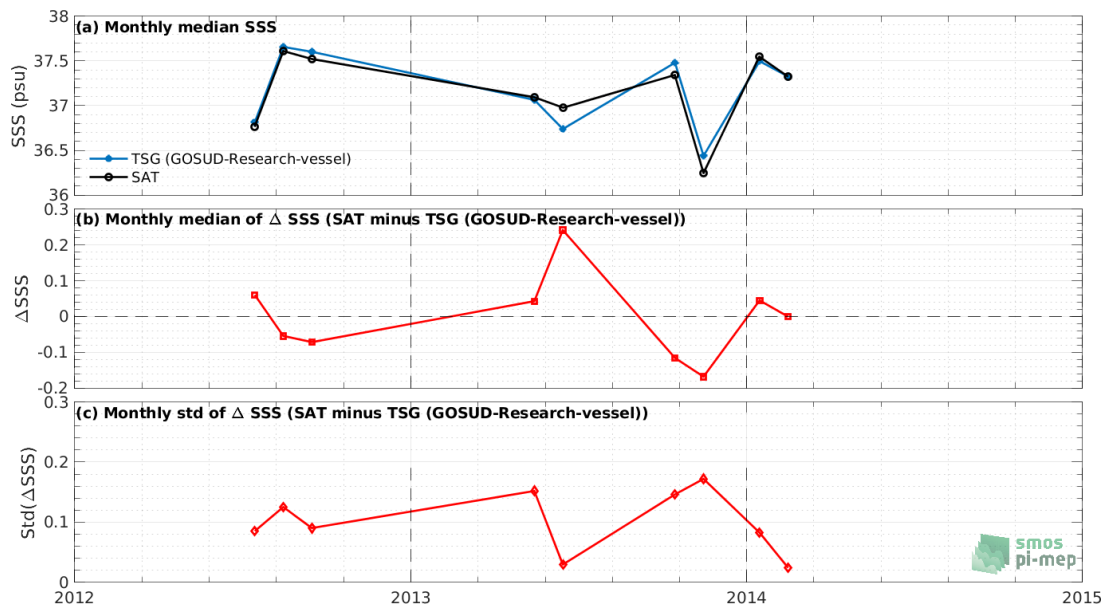 (a) Monthly median SSS
38
37.5
37
36.5
36
SSS (psu)
TSG (GOSUD-Research-vessel)
SAT
(b) Monthly median of Δ SSS (SAT minus TSG (GOSUD-Research-vessel))
0.3
0.2
0.1
0
-0.1
-0.2
ΔSSS
(c) Monthly std of Δ SSS (SAT minus TSG (GOSUD-Research-vessel))
0.3
0.2
0.1
0
Std(ΔSSS)
smos
pi-mep
2012
2013
2014
2015